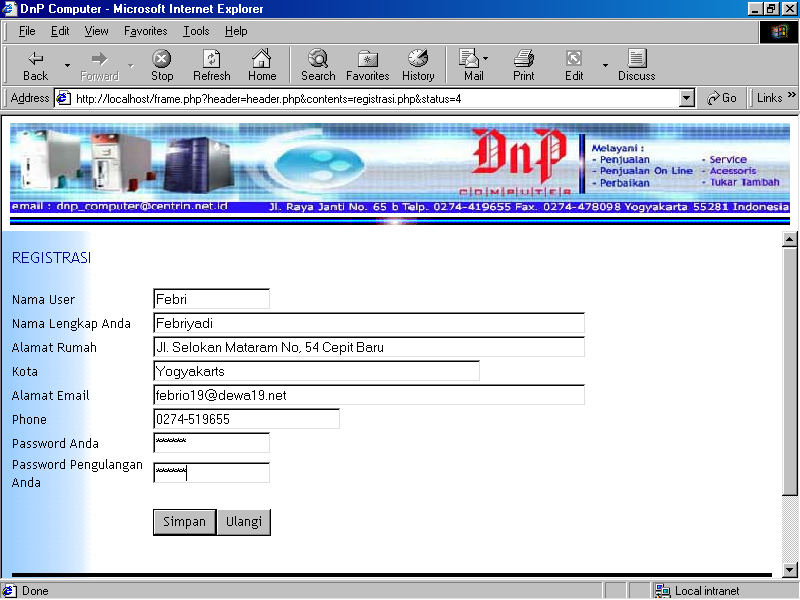 DnP Computer - Microsoft Internet Explorer
File Edit View Favorites Tools Help
Back Forward Stop Refresh Home Search Favorites History Mail Print Edit Discuss
Address http://localhost/frame.php?header=header.php&contents=registrasi.php&status=4 Go Links »
DnP
COMPUTER
Melayani :
- Penjualan - Service
- Penjualan On Line - Acessoris
- Perbaikan - Tukar Tambah
email : dnp_computer@centrin.net.id Jl. Raya Janti No. 65 b Telp. 0274-419655 Fax. 0274-478098 Yogyakarta 55281 Indonesia
REGISTRASI
Nama User Febri
Nama Lengkap Anda Febriyadi
Alamat Rumah Jl. Selokan Mataram No, 54 Cepit Baru
Kota Yogyakarts
Alamat Email febrio19@dewa19.net
Phone 0274-519655
Password Anda ******
Password Pengulangan Anda ******
Simpan Ulangi
Done Local intranet